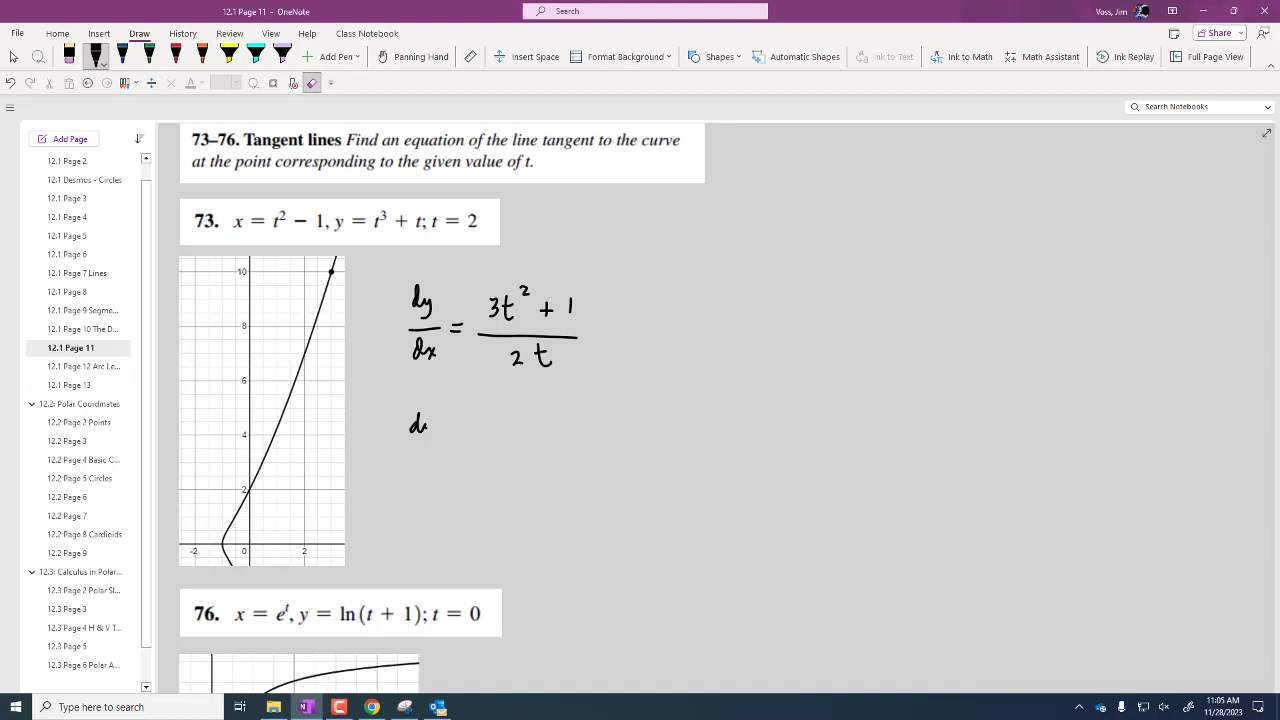 12.1 Page 11 - OneNote
Search
Voss, Jim
File Home Insert Draw History Review View Help Class Notebook
Share
Add Pen
Panning Hand
Insert Space
Format Background
Shapes
Automatic Shapes
Ink to Text
Ink to Math
Math Assistant
Ink Replay
Full Page View
Search Notebooks
Add Page
12.1 Page 2
12.1 Desmos - Circles
12.1 Page 3
12.1 Page 4
12.1 Page 5
12.1 Page 6
12.1 Page 7 Lines
12.1 Page 8
12.1 Page 9 Segme...
12.1 Page 10 The D...
12.1 Page 11
12.1 Page 12 Arc Le...
12.1 Page 13
12.2: Polar Coordinates
12.2 Page 2 Points
12.2 Page 3
12.2 Page 4 Basic C...
12.2 Page 5 Circles
12.2 Page 6
12.2 Page 7
12.2 Page 8 Cardioids
12.2 Page 9
12.3: Calculus in Polar...
12.3 Page 2 Polar Sl...
12.3 Page 3
12.3 Page 4 H & V T...
12.3 Page 5
12.3 Page 6 Polar A...
73–76. Tangent lines Find an equation of the line tangent to the curve
at the point corresponding to the given value of t.
73. x = t² − 1, y = t³ + t; t = 2
10
8
6
4
2
-2 0 2
dy/dx = (3t² + 1)/(2t)
76. x = eᵗ, y = ln (t + 1); t = 0
Type here to search
11:05 AM
11/28/2023